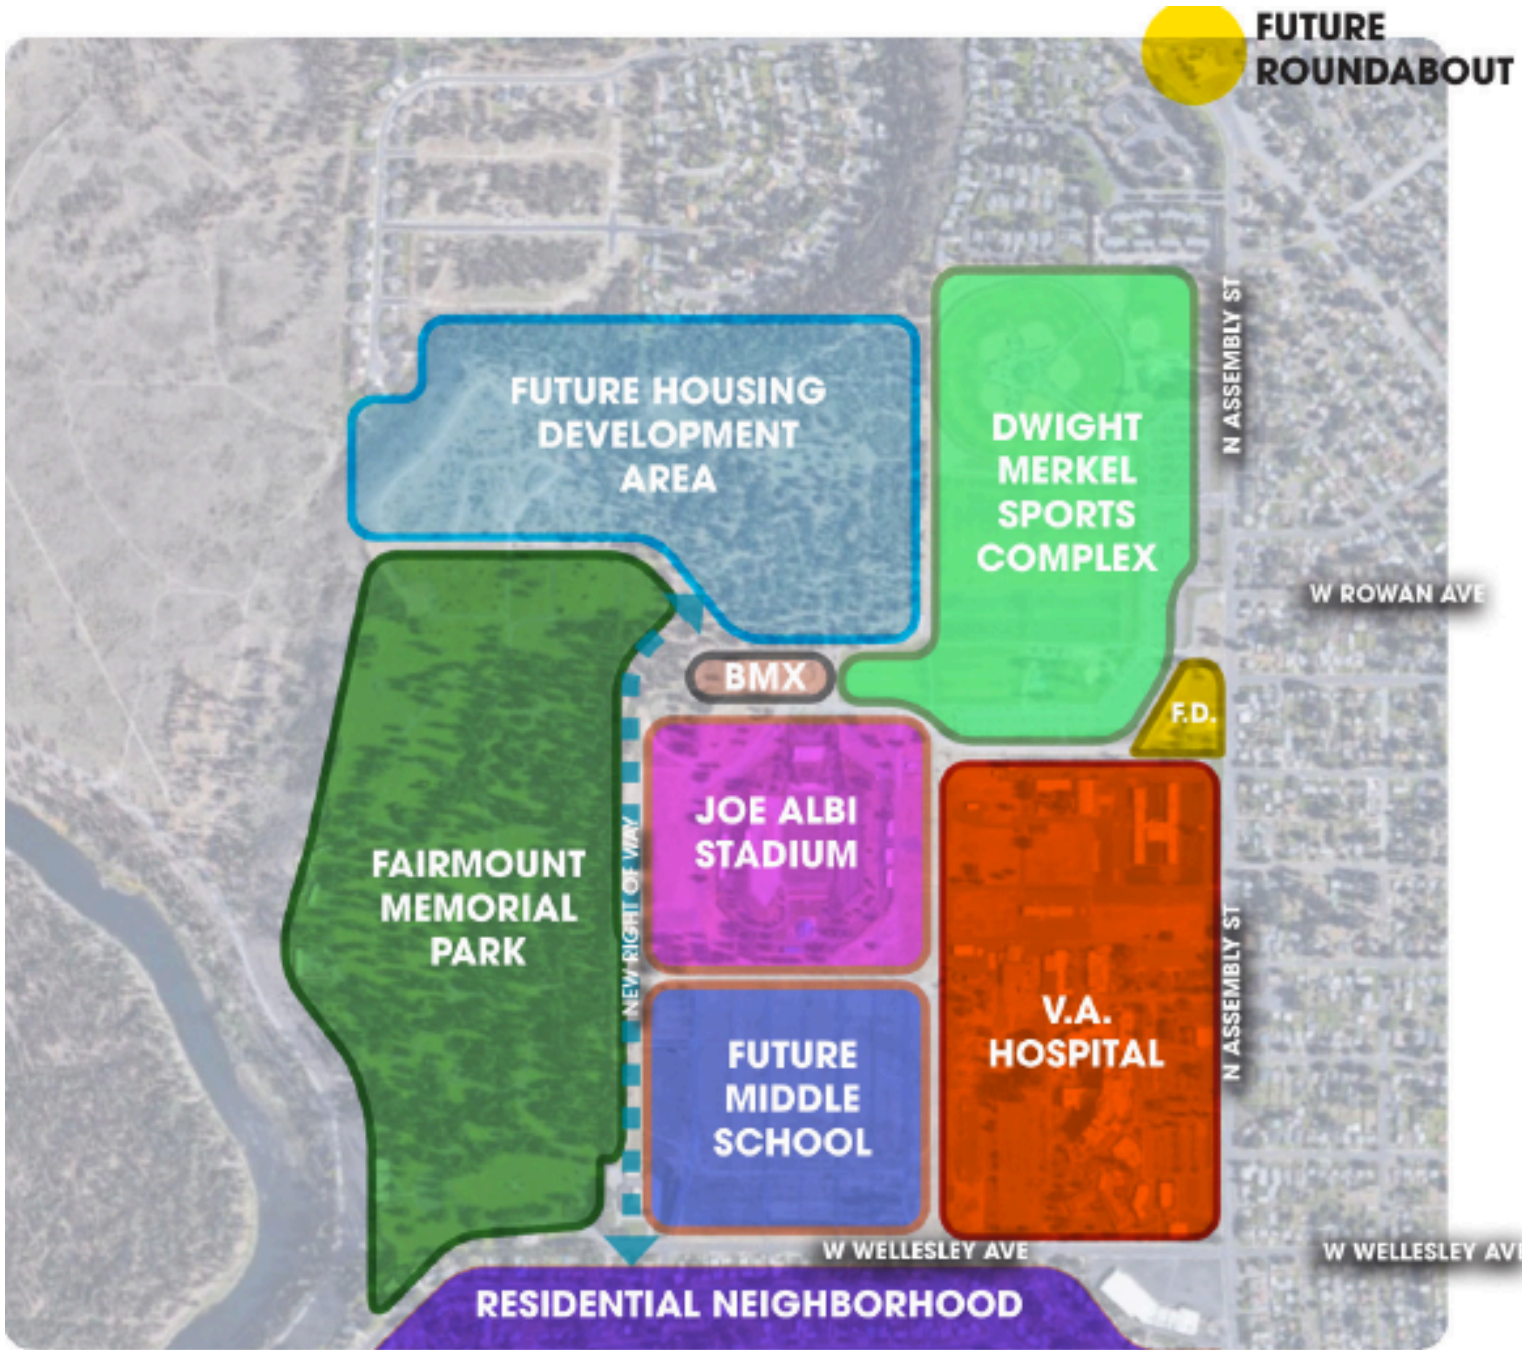 FUTURE
ROUNDABOUT
N ASSEMBLY ST
FUTURE HOUSING
DEVELOPMENT
AREA
DWIGHT
MERKEL
SPORTS
COMPLEX
W ROWAN AVE
BMX
F.D.
JOE ALBI
STADIUM
FAIRMOUNT
MEMORIAL
PARK
NEW RIGHT OF WAY
V.A.
HOSPITAL
N ASSEMBLY ST
FUTURE
MIDDLE
SCHOOL
W WELLESLEY AVE
W WELLESLEY AVE
RESIDENTIAL NEIGHBORHOOD